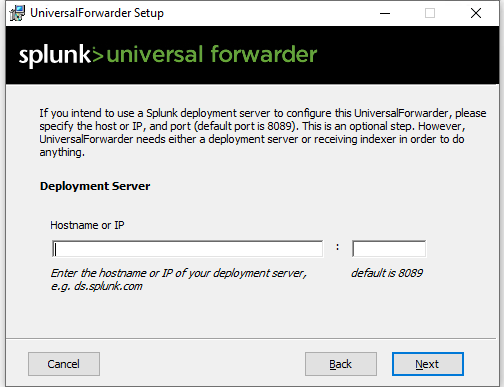 UniversalForwarder Setup
splunk> universal forwarder
If you intend to use a Splunk deployment server to configure this UniversalForwarder, please
specify the host or IP, and port (default port is 8089). This is an optional step. However,
UniversalForwarder needs either a deployment server or receiving indexer in order to do
anything.
Deployment Server
Hostname or IP
:
Enter the hostname or IP of your deployment server, default is 8089
e.g. ds.splunk.com
Cancel Back Next